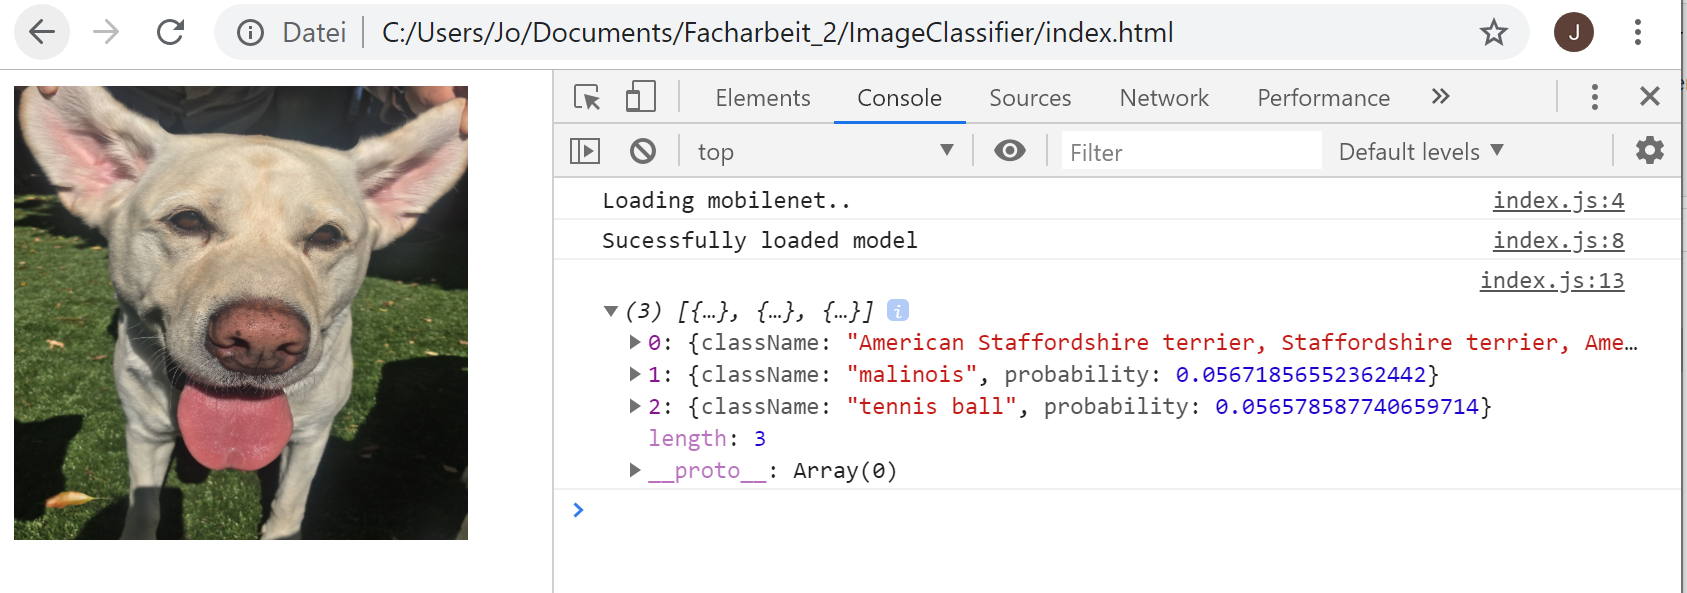 Datei C:/Users/Jo/Documents/Facharbeit_2/ImageClassifier/index.html J
Elements Console Sources Network Performance »
top Filter Default levels
Loading mobilenet.. index.js:4
Sucessfully loaded model index.js:8
index.js:13
(3) [{…}, {…}, {…}] i
0: {className: "American Staffordshire terrier, Staffordshire terrier, Ame…
1: {className: "malinois", probability: 0.05671856552362442}
2: {className: "tennis ball", probability: 0.056578587740659714}
length: 3
__proto__: Array(0)